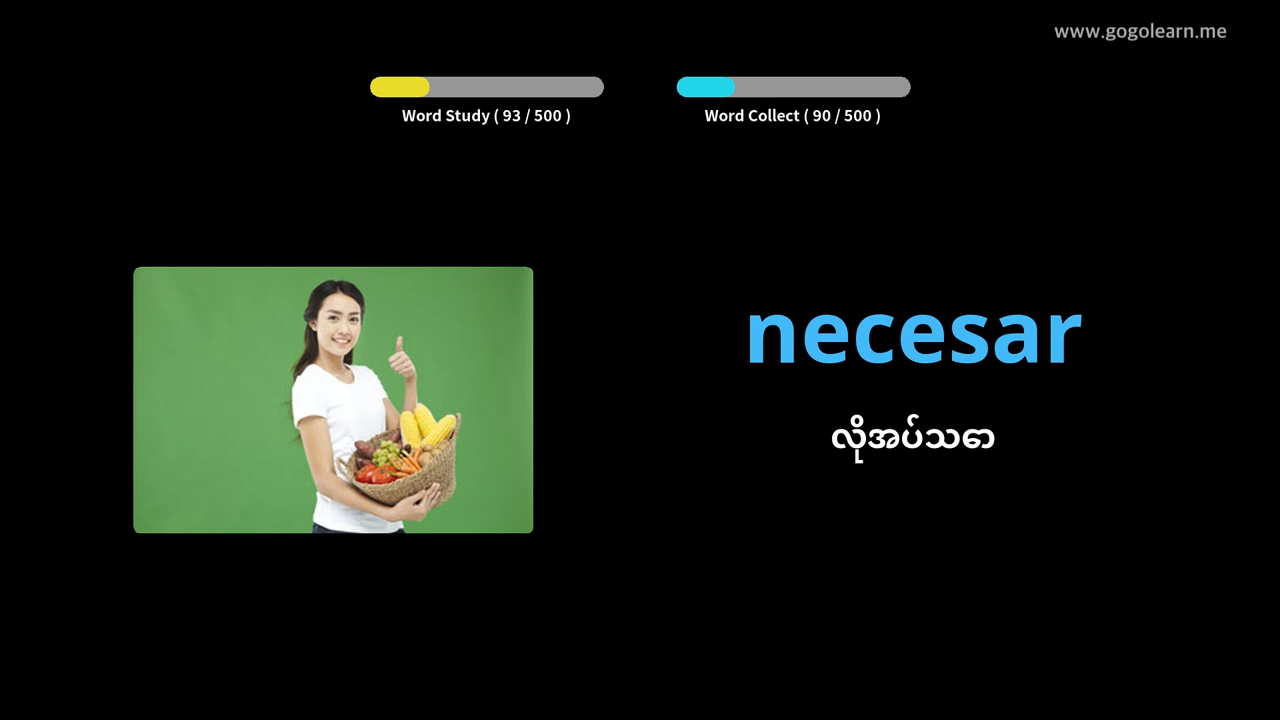 www.gogolearn.me
Word Study ( 93 / 500 )
Word Collect ( 90 / 500 )
necesar
လိုအပ်သော